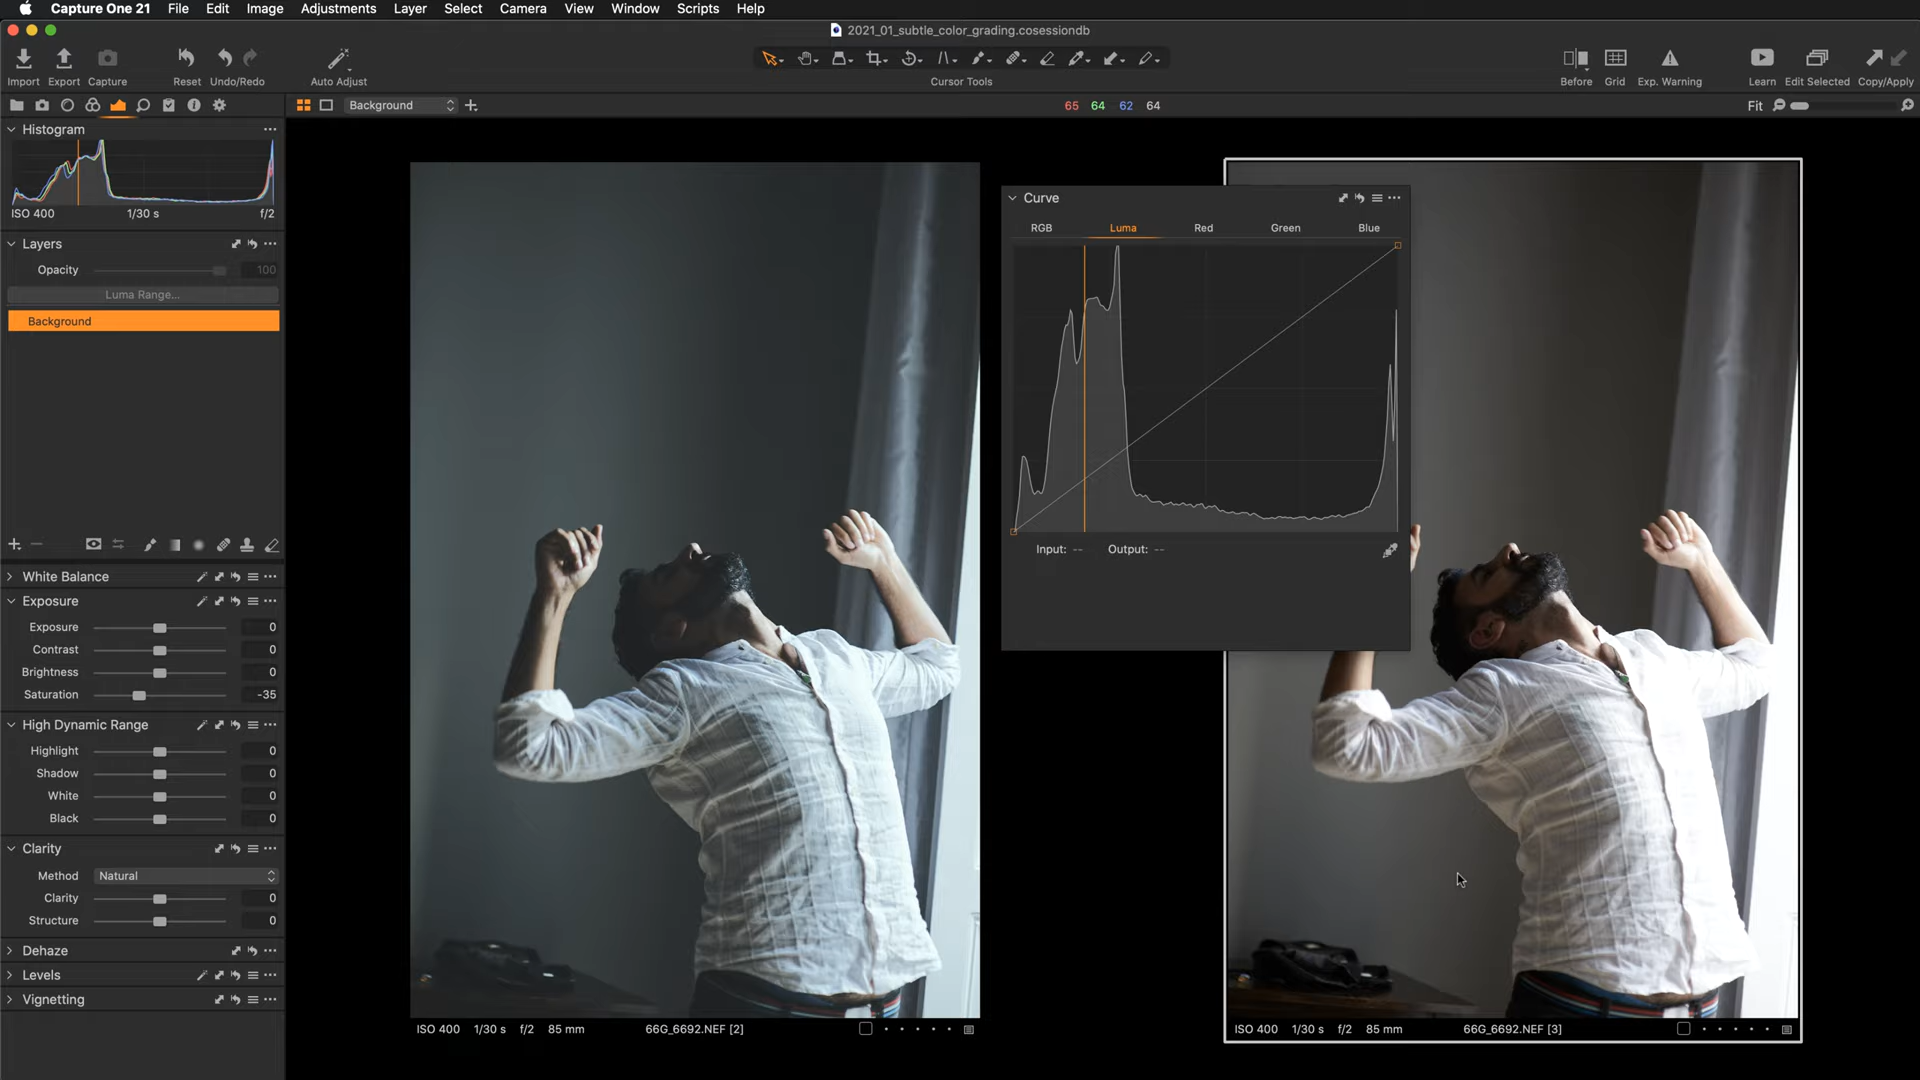 Capture One 21 File Edit Image Adjustments Layer Select Camera View Window Scripts Help
2021_01_subtle_color_grading.cosessiondb
Import Export Capture Reset Undo/Redo Auto Adjust Cursor Tools Before Grid Exp. Warning Learn Edit Selected Copy/Apply
Background 65 64 62 64 Fit
Histogram
ISO 400 1/30 s f/2
Layers
Opacity 100
Luma Range...
Background
White Balance
Exposure
Exposure 0
Contrast 0
Brightness 0
Saturation -35
High Dynamic Range
Highlight 0
Shadow 0
White 0
Black 0
Clarity
Method Natural
Clarity 0
Structure 0
Dehaze
Levels
Vignetting
Curve
RGB Luma Red Green Blue
Input: -- Output: --
ISO 400 1/30 s f/2 85 mm 66G_6692.NEF [2]
ISO 400 1/30 s f/2 85 mm 66G_6692.NEF [3]